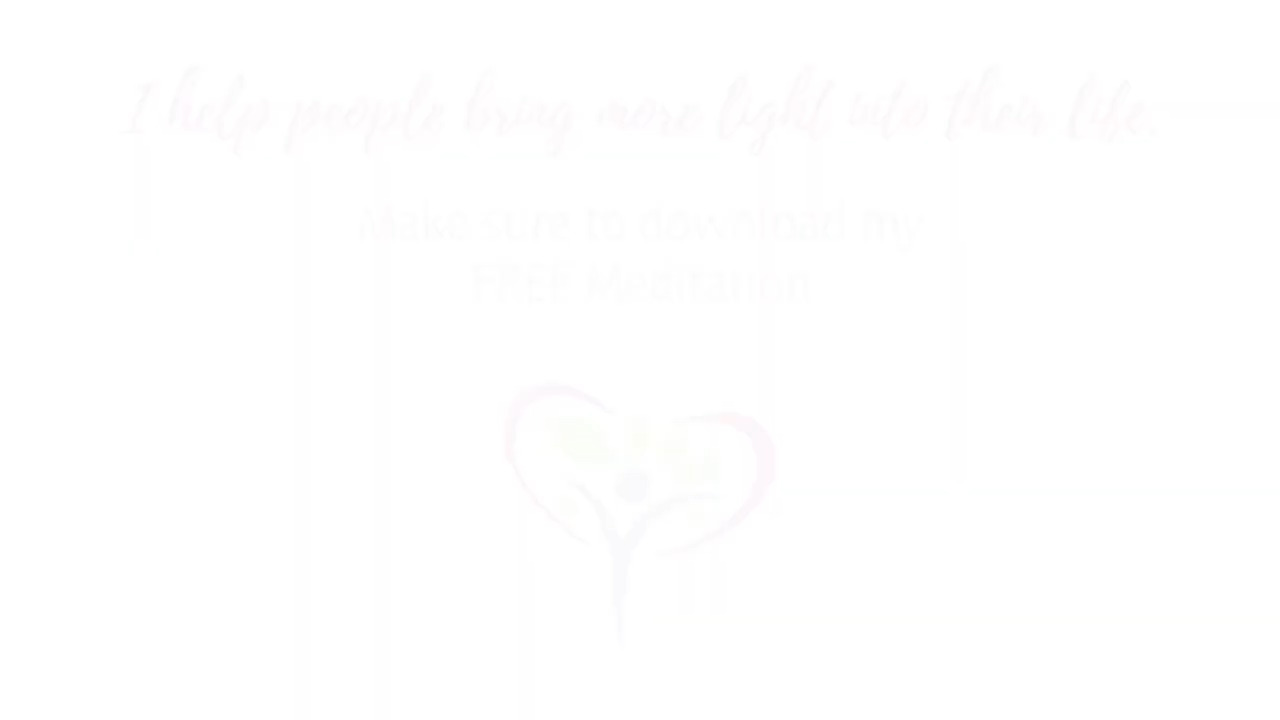 I help people bring more light into their life.
Make sure to download my
FREE Meditation